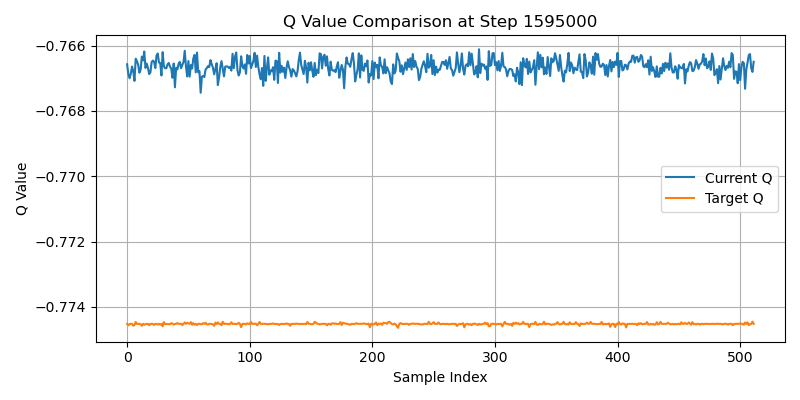 Q Value Comparison at Step 1595000
−0.766
−0.768
−0.770
−0.772
−0.774
Q Value
Current Q
Target Q
0 100 200 300 400 500
Sample Index